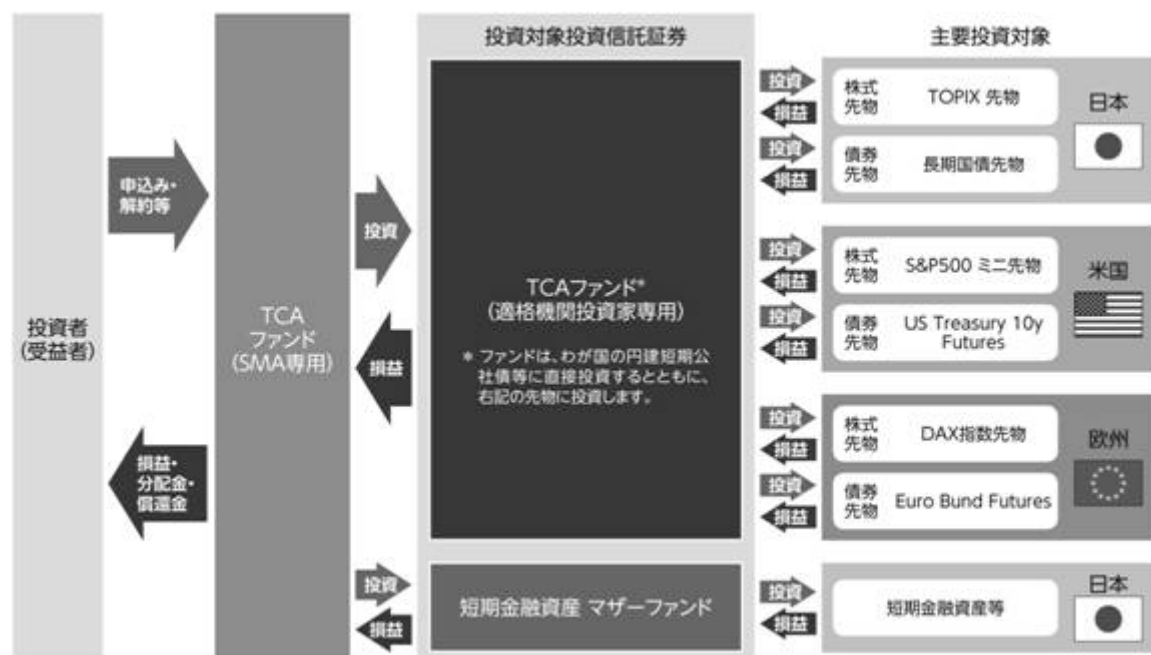 投資対象投資信託証券
主要投資対象
投資者
(受益者)
申込み・
解約等
損益・
分配金・
償還金
TCA
ファンド
(SMA専用)
投資
損益
TCAファンド*
(適格機関投資家専用)
* ファンドは、わが国の円建短期公
社債等に直接投資するとともに、
右記の先物に投資します。
投資
損益
株式
先物
TOPIX 先物
投資
損益
債券
先物
長期国債先物
日本
投資
損益
株式
先物
S&P500 ミニ先物
投資
損益
債券
先物
US Treasury 10y
Futures
米国
投資
損益
株式
先物
DAX指数先物
投資
損益
債券
先物
Euro Bund Futures
欧州
投資
損益
短期金融資産 マザーファンド
投資
損益
短期金融資産等
日本